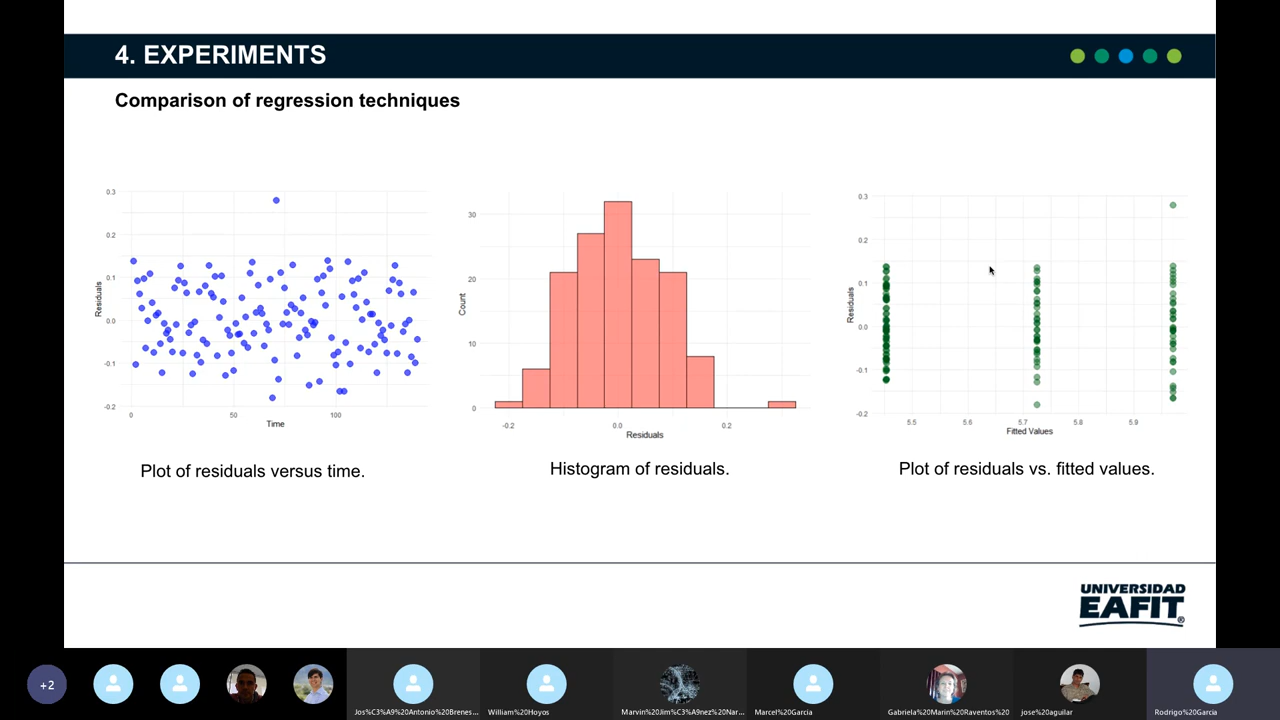 4. EXPERIMENTS
Comparison of regression techniques
0.3
0.2
0.1
0.0
-0.1
-0.2
Residuals
0
50
100
Time
Plot of residuals versus time.
30
20
10
0
Count
-0.2
0.0
0.2
Residuals
Histogram of residuals.
0.3
0.2
0.1
0.0
-0.1
-0.2
Residuals
5.5
5.6
5.7
5.8
5.9
Fitted Values
Plot of residuals vs. fitted values.
UNIVERSIDAD
EAFIT®
+2
Jos%C3%A9%20Antonio%20Brenes...
William%20Hoyos
Marvin%20Jim%C3%A9nez%20Nar...
Marcel%20Garcia
Gabriela%20Marin%20Raventos%20
jose%20aguilar
Rodrigo%20Garcia